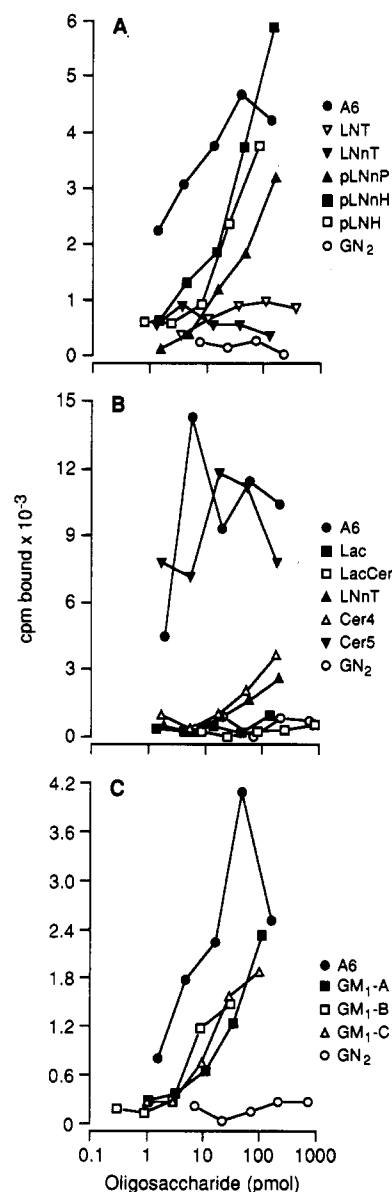 A
6
5
4
3
2
1
0
A6
LNT
LNnT
pLNnP
pLNnH
pLNH
GN2
B
15
12
9
6
3
0
cpm bound x 10-3
A6
Lac
LacCer
LNnT
Cer4
Cer5
GN2
C
4.2
3.6
3.0
2.4
1.8
1.2
0.6
0
A6
GM1-A
GM1-B
GM1-C
GN2
0.1 1 10 100 1000
Oligosaccharide (pmol)